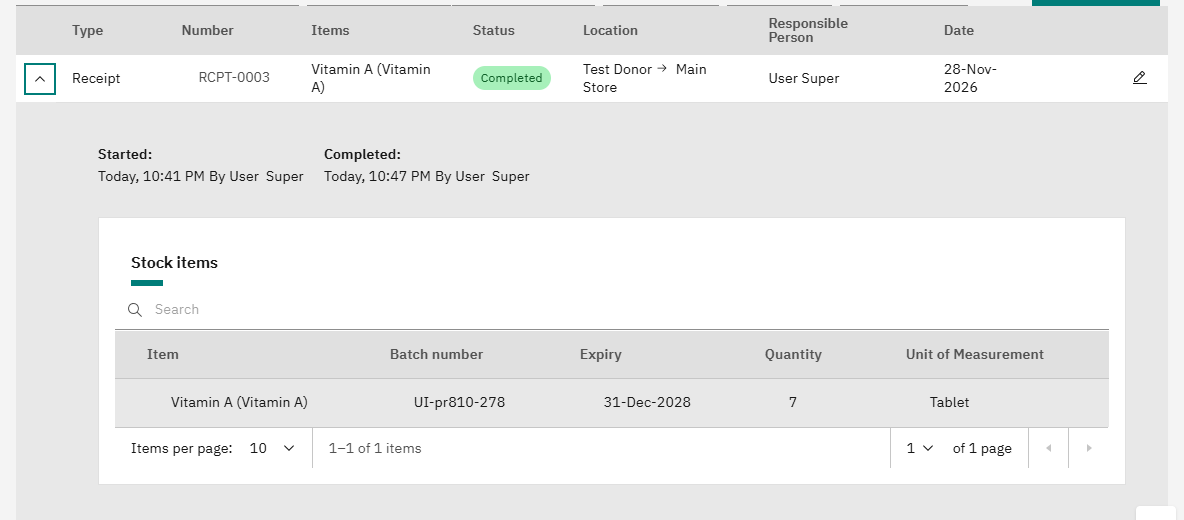 Type Number Items Status Location Responsible Person Date
Receipt RCPT-0003 Vitamin A (Vitamin A) Completed Test Donor → Main Store User Super 28-Nov-2026
Started: Completed:
Today, 10:41 PM By User Super Today, 10:47 PM By User Super
Stock items
Search
Item Batch number Expiry Quantity Unit of Measurement
Vitamin A (Vitamin A) UI-pr810-278 31-Dec-2028 7 Tablet
Items per page: 10 1–1 of 1 items 1 of 1 page